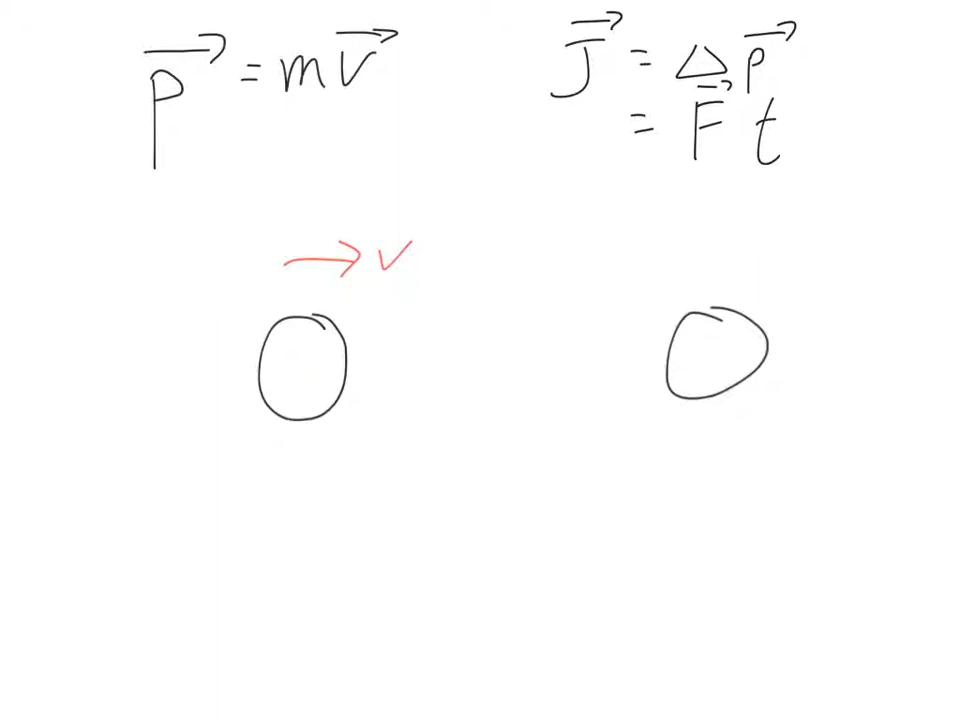 p⃗ = mv⃗
J⃗ = Δp⃗
= F⃗ t
→ v